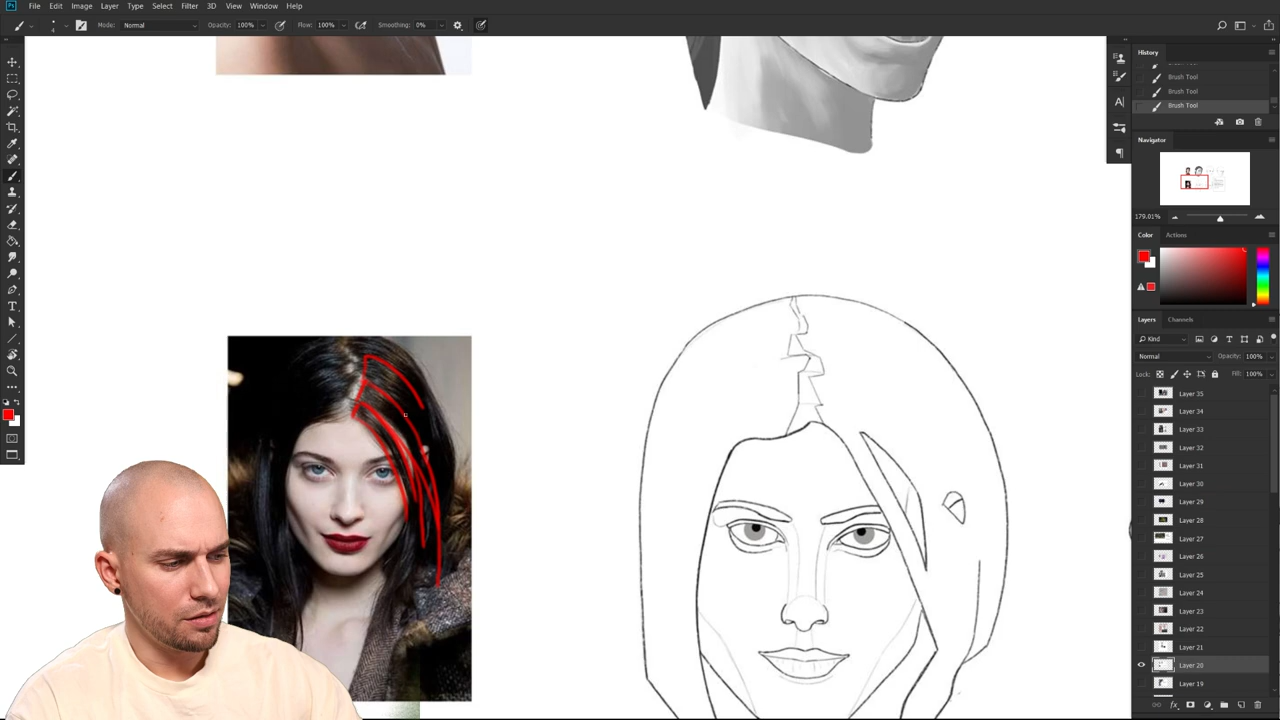 Ps File Edit Image Layer Type Select Filter 3D View Window Help
Mode: Normal Opacity: 100% Flow: 100% Smoothing: 0%
History
Brush Tool
Brush Tool
Brush Tool
Navigator
179.01%
Color Actions
Layers Channels
Kind
Normal Opacity: 100%
Lock: Fill: 100%
Layer 35
Layer 34
Layer 33
Layer 32
Layer 31
Layer 30
Layer 29
Layer 28
Layer 27
Layer 26
Layer 25
Layer 24
Layer 23
Layer 22
Layer 21
Layer 20
Layer 19